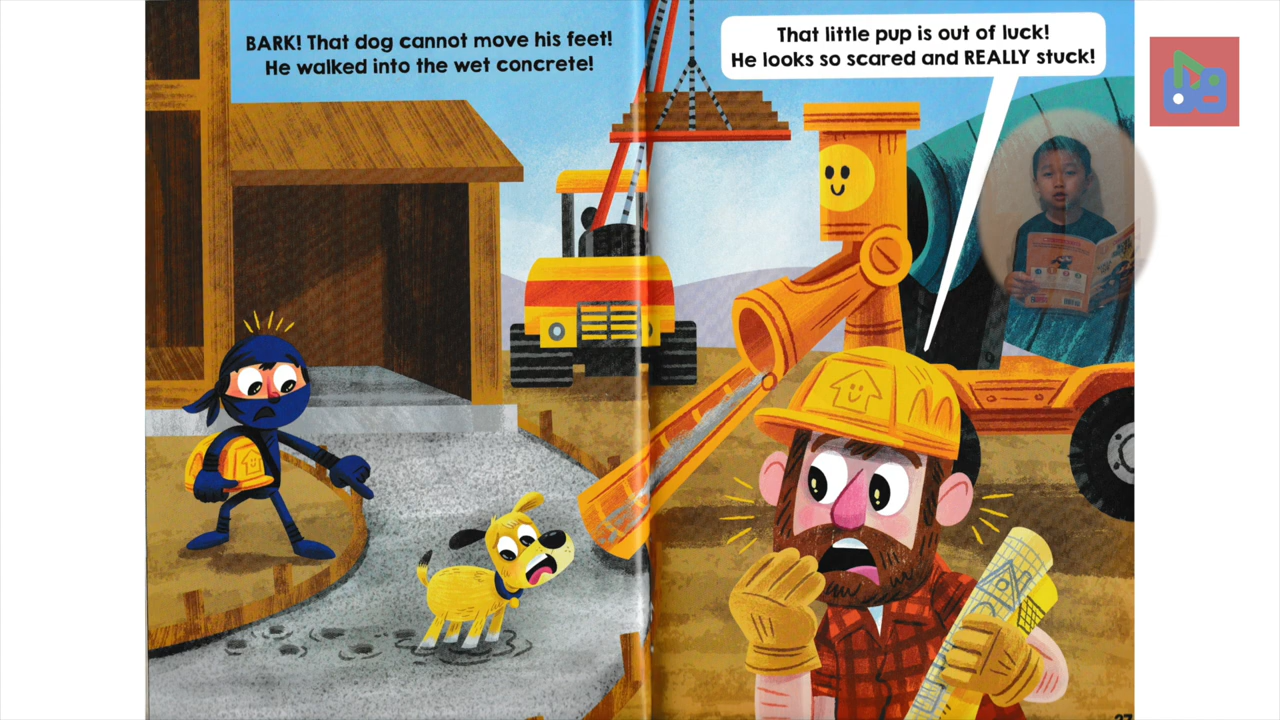 BARK! That dog cannot move his feet!
He walked into the wet concrete!
That little pup is out of luck!
He looks so scared and REALLY stuck!